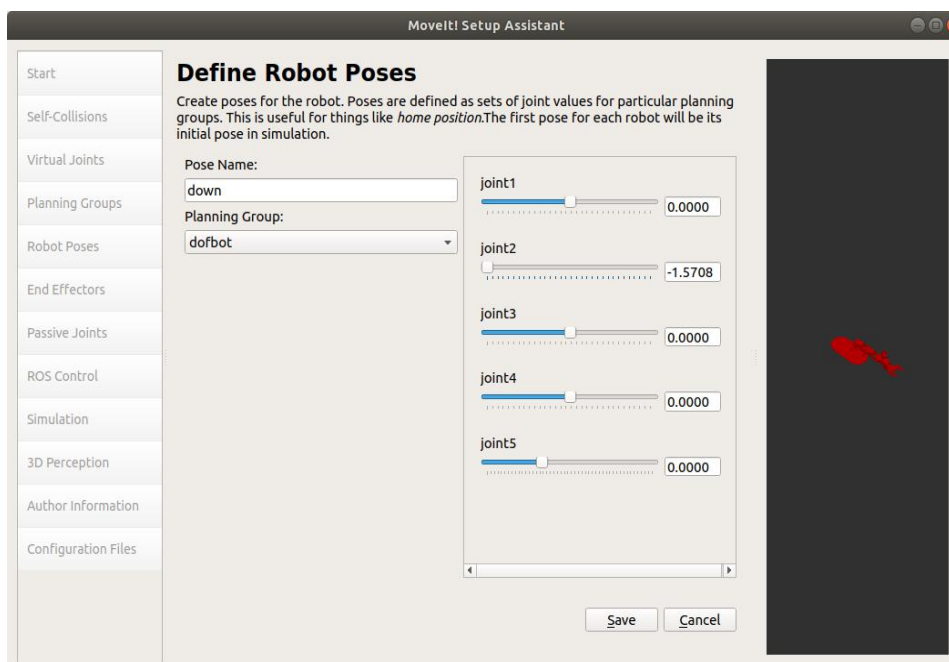 MoveIt! Setup Assistant
Start
Self-Collisions
Virtual Joints
Planning Groups
Robot Poses
End Effectors
Passive Joints
ROS Control
Simulation
3D Perception
Author Information
Configuration Files
Define Robot Poses
Create poses for the robot. Poses are defined as sets of joint values for particular planning
groups. This is useful for things like home position.The first pose for each robot will be its
initial pose in simulation.
Pose Name:
down
Planning Group:
dofbot
joint1
0.0000
joint2
-1.5708
joint3
0.0000
joint4
0.0000
joint5
0.0000
Save
Cancel